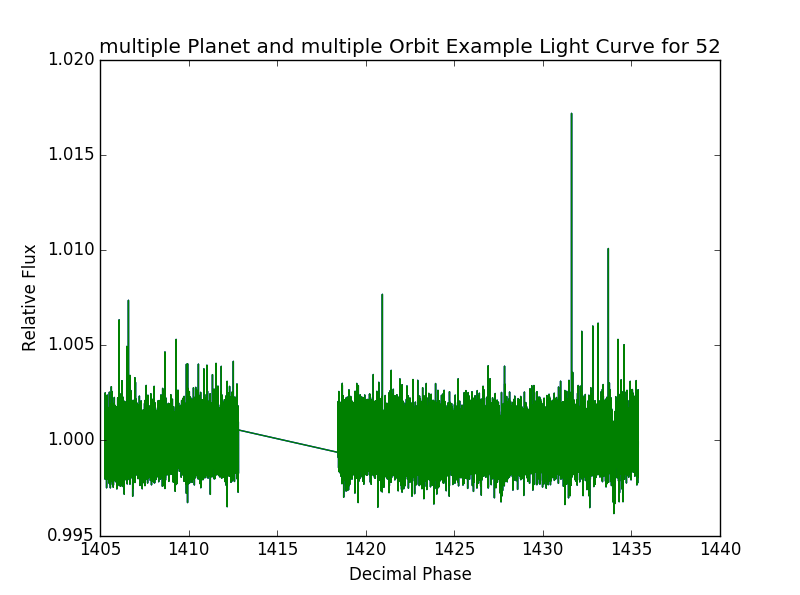 multiple Planet and multiple Orbit Example Light Curve for 52
1.020
1.015
1.010
1.005
1.000
0.995
Relative Flux
1405 1410 1415 1420 1425 1430 1435 1440
Decimal Phase